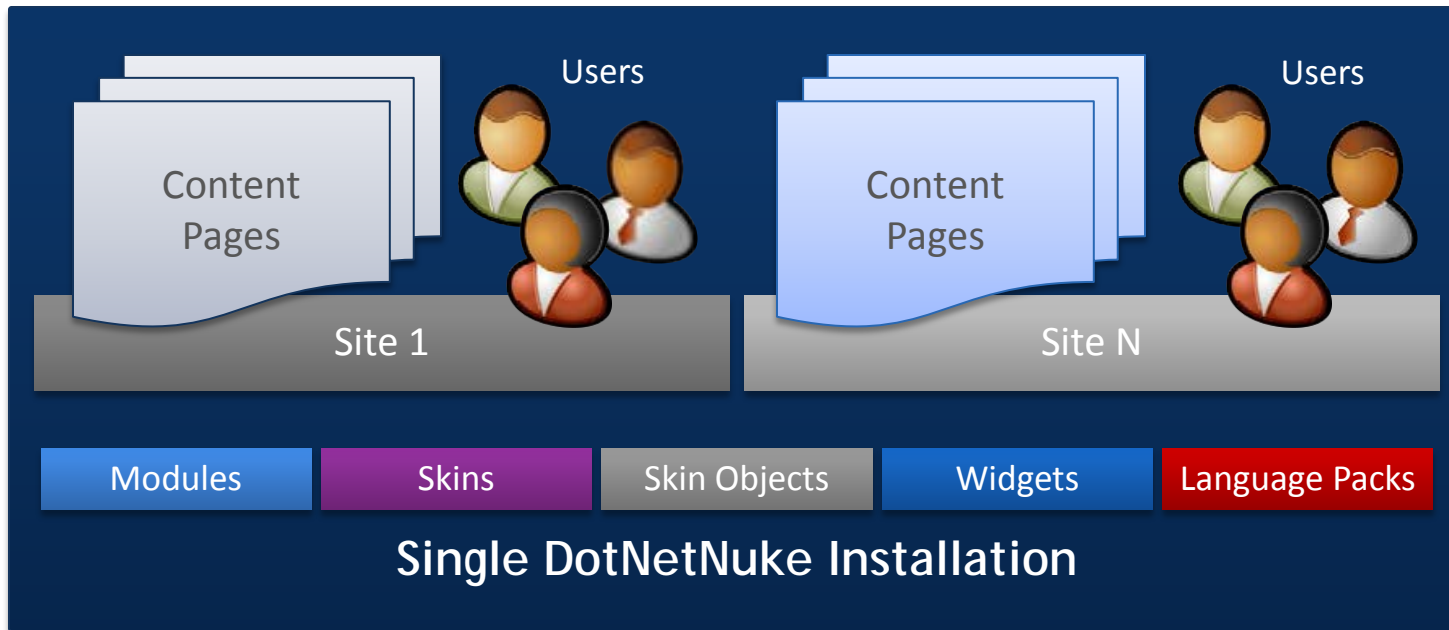 Users
Users
Content
Pages
Content
Pages
Site 1
Site N
Modules
Skins
Skin Objects
Widgets
Language Packs
Single DotNetNuke Installation